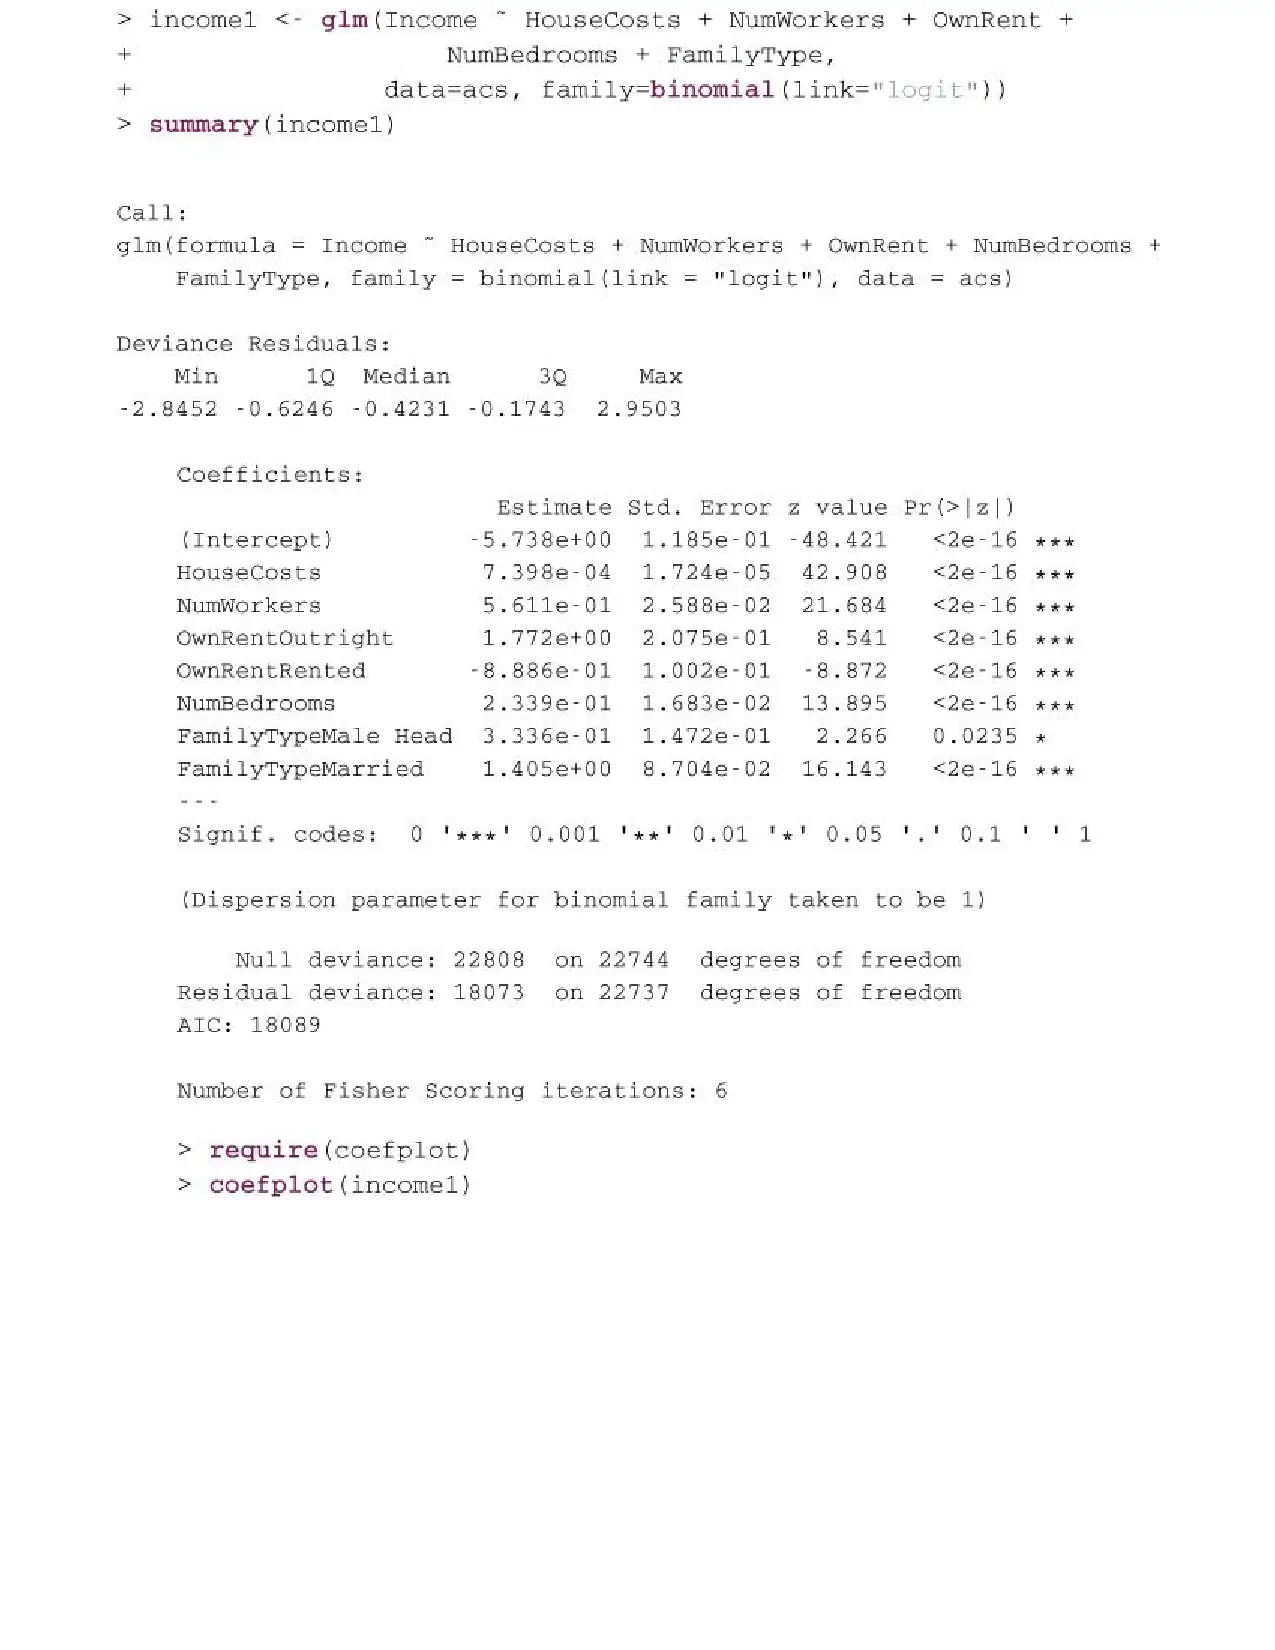 > income1 <- glm(Income ~ HouseCosts + NumWorkers + OwnRent +
+ NumBedrooms + FamilyType,
+ data=acs, family=binomial(link="logit"))
> summary(income1)
Call:
glm(formula = Income ~ HouseCosts + NumWorkers + OwnRent + NumBedrooms +
FamilyType, family = binomial(link = "logit"), data = acs)
Deviance Residuals:
Min 1Q Median 3Q Max
-2.8452 -0.6246 -0.4231 -0.1743 2.9503
Coefficients:
Estimate Std. Error z value Pr(>|z|)
(Intercept) -5.738e+00 1.185e-01 -48.421 <2e-16 ***
HouseCosts 7.398e-04 1.724e-05 42.908 <2e-16 ***
NumWorkers 5.611e-01 2.588e-02 21.684 <2e-16 ***
OwnRentOutright 1.772e+00 2.075e-01 8.541 <2e-16 ***
OwnRentRented -8.886e-01 1.002e-01 -8.872 <2e-16 ***
NumBedrooms 2.339e-01 1.683e-02 13.895 <2e-16 ***
FamilyTypeMale Head 3.336e-01 1.472e-01 2.266 0.0235 *
FamilyTypeMarried 1.405e+00 8.704e-02 16.143 <2e-16 ***
---
Signif. codes: 0 '***' 0.001 '**' 0.01 '*' 0.05 '.' 0.1 ' ' 1
(Dispersion parameter for binomial family taken to be 1)
Null deviance: 22808 on 22744 degrees of freedom
Residual deviance: 18073 on 22737 degrees of freedom
AIC: 18089
Number of Fisher Scoring iterations: 6
> require(coefplot)
> coefplot(income1)